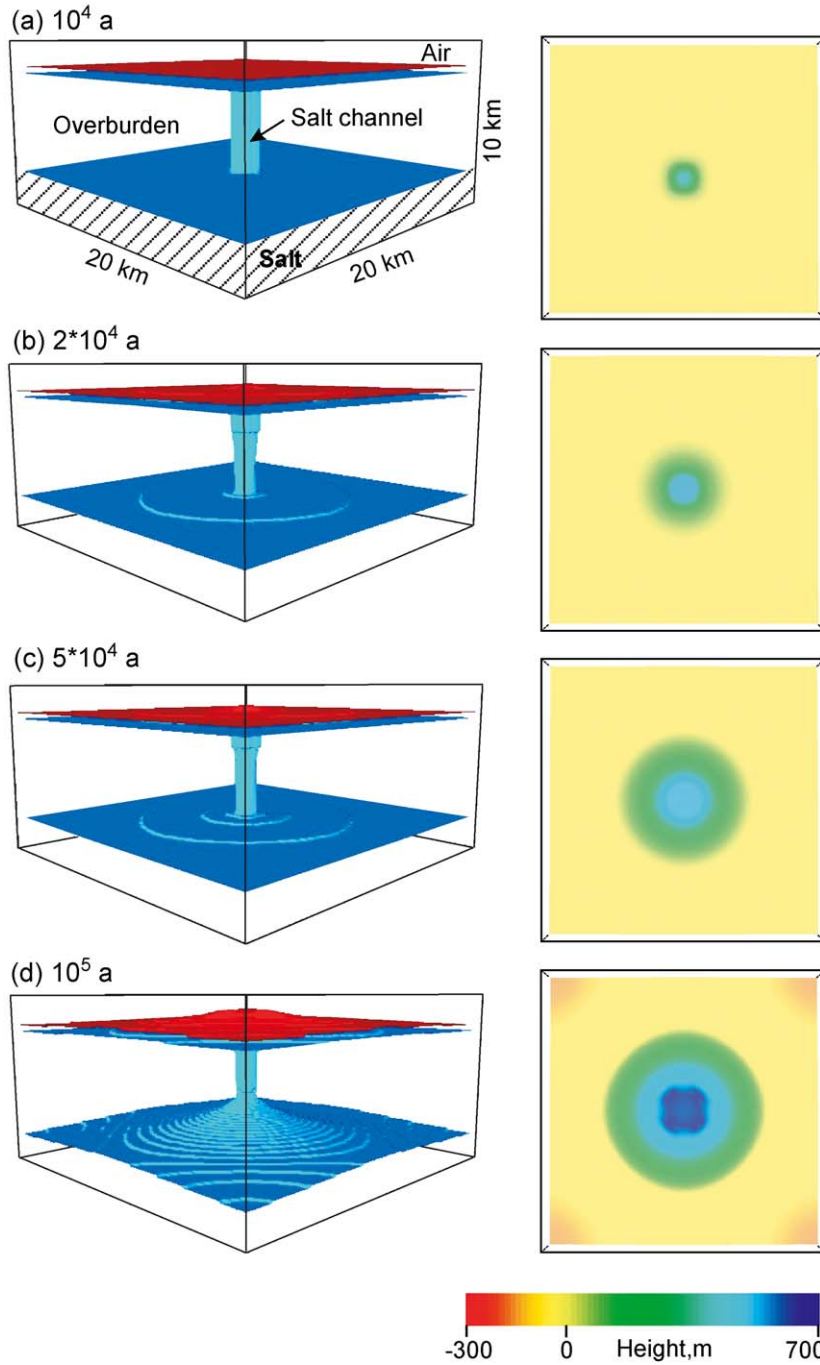 (a) 10⁴ a
Air
Overburden
Salt channel
10 km
Salt
20 km
20 km
(b) 2*10⁴ a
(c) 5*10⁴ a
(d) 10⁵ a
-300 0 Height,m 700